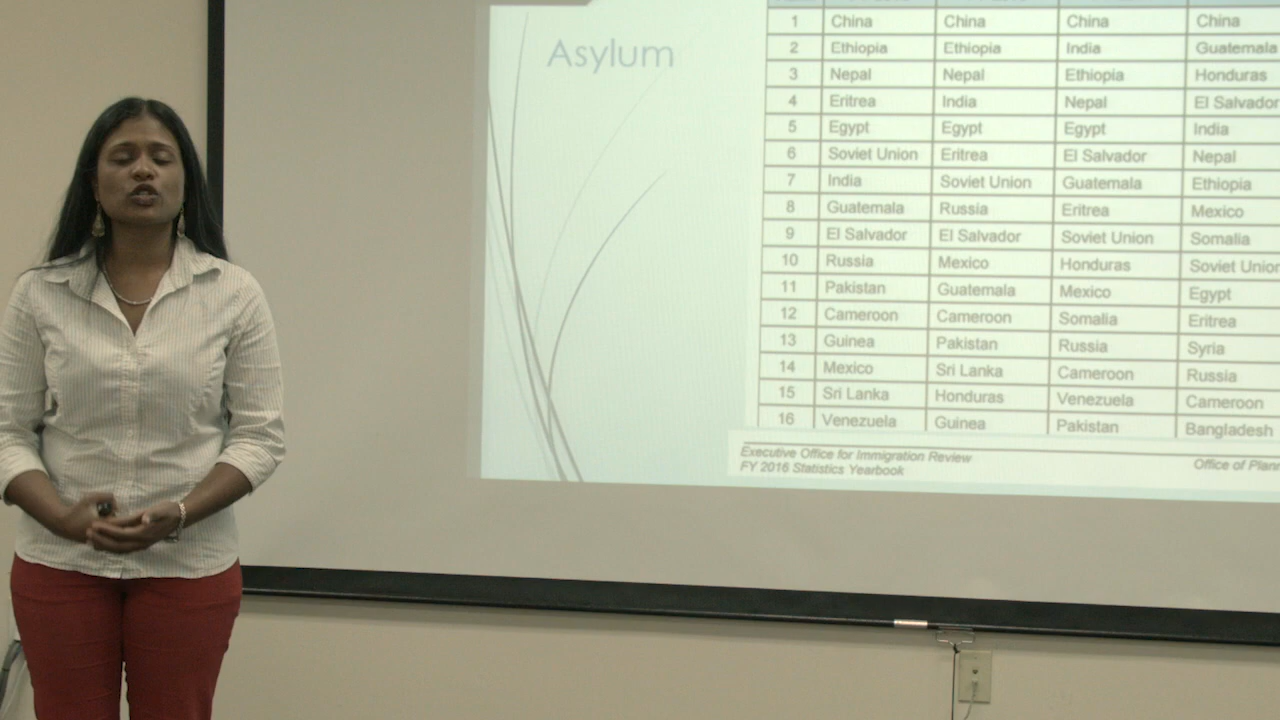 Asylum
1 China China China China
2 Ethiopia Ethiopia India Guatemala
3 Nepal Nepal Ethiopia Honduras
4 Eritrea India Nepal El Salvador
5 Egypt Egypt Egypt India
6 Soviet Union Eritrea El Salvador Nepal
7 India Soviet Union Guatemala Ethiopia
8 Guatemala Russia Eritrea Mexico
9 El Salvador El Salvador Soviet Union Somalia
10 Russia Mexico Honduras Soviet Union
11 Pakistan Guatemala Mexico Egypt
12 Cameroon Cameroon Somalia Eritrea
13 Guinea Pakistan Russia Syria
14 Mexico Sri Lanka Cameroon Russia
15 Sri Lanka Honduras Venezuela Cameroon
16 Venezuela Guinea Pakistan Bangladesh
Executive Office for Immigration Review Office of
FY 2016 Statistics Yearbook